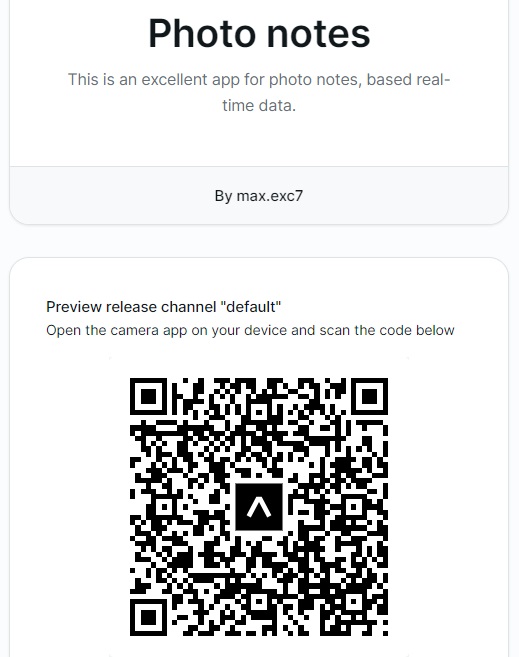 Photo notes
This is an excellent app for photo notes, based real-
time data.
By max.exc7
Preview release channel "default"
Open the camera app on your device and scan the code below